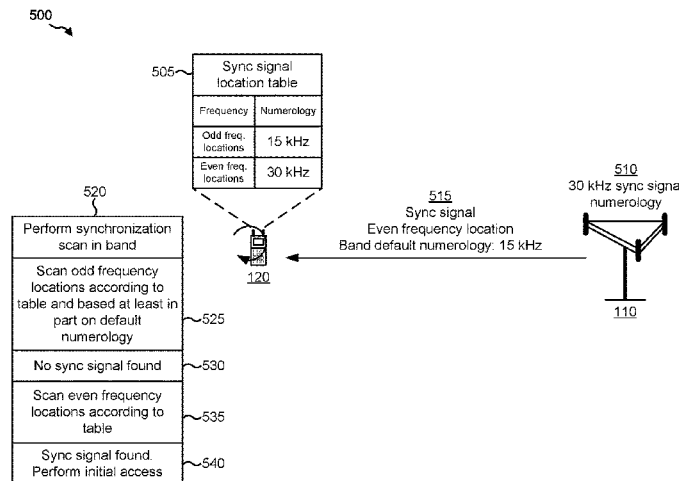 500
505
Sync signal
location table
Frequency Numerology
Odd freq.
locations
15 kHz
Even freq.
locations
30 kHz
510
30 kHz sync signal
numerology
515
Sync signal
Even frequency location
Band default numerology: 15 kHz
120
110
520
Perform synchronization
scan in band
Scan odd frequency
locations according to
table and based at least in
part on default
numerology
525
No sync signal found
530
Scan even frequency
locations according to
table
535
Sync signal found.
Perform initial access
540